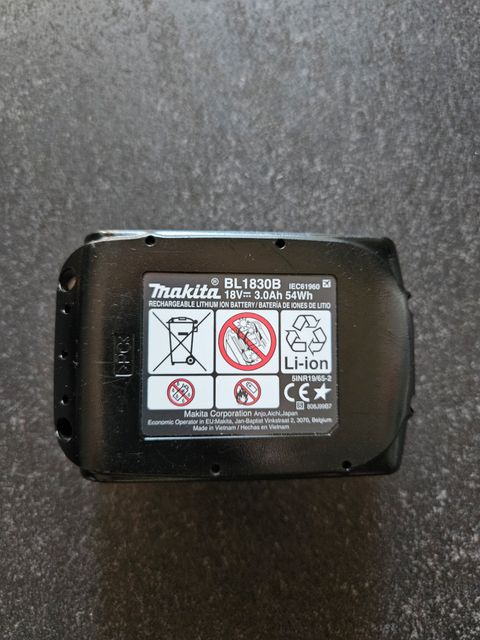 Makita® BL1830B IEC61960
18V 3.0Ah 54Wh
RECHARGEABLE LITHIUM ION BATTERY / BATERÍA DE IONES DE LITIO
Li-ion
5INR19/65-2
CE
Makita Corporation Anjo,Aichi,Japan
Economic Operator in EU:Makita, Jan-Baptist Vinkstraat 2, 3070, Belgium
Made in Vietnam / Hechas en Vietnam